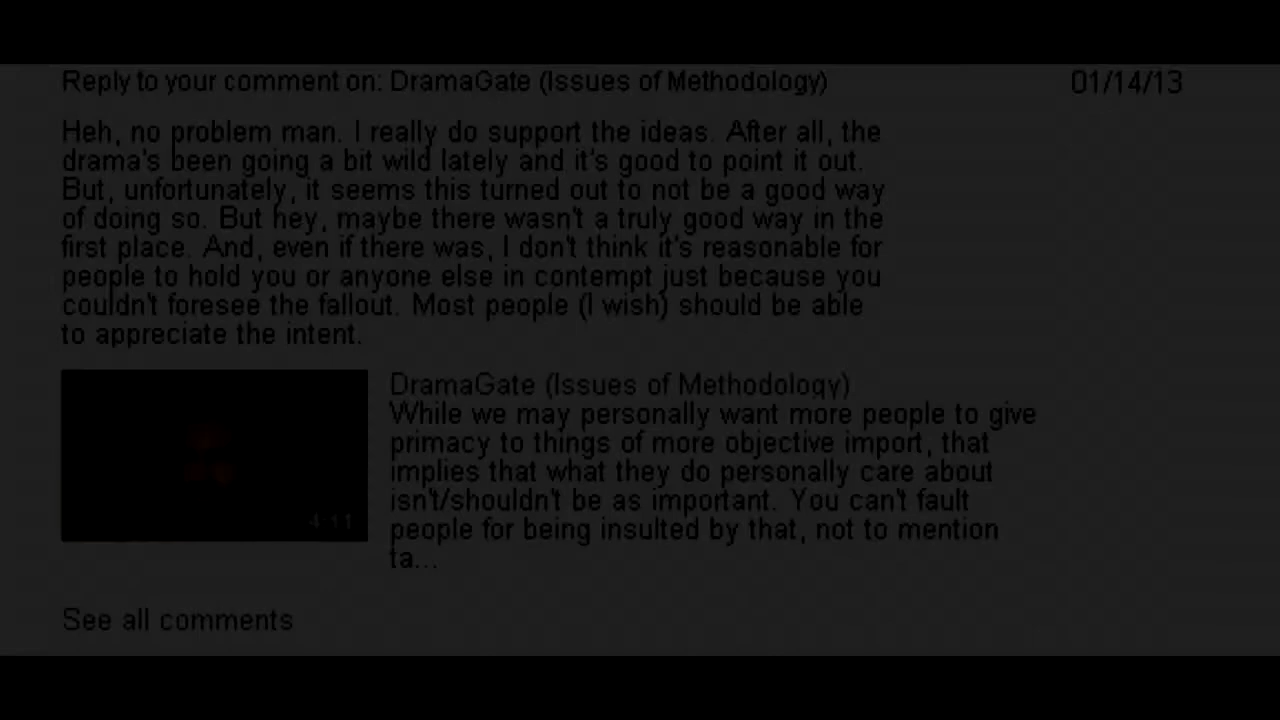 Reply to your comment on: DramaGate (Issues of Methodology) 01/14/13
Heh, no problem man. I really do support the ideas. After all, the
drama's been going a bit wild lately and it's good to point it out.
But, unfortunately, it seems this turned out to not be a good way
of doing so. But hey, maybe there wasn't a truly good way in the
first place. And, even if there was, I don't think it's reasonable for
people to hold you or anyone else in contempt just because you
couldn't foresee the fallout. Most people (I wish) should be able
to appreciate the intent.
4:11
DramaGate (Issues of Methodology)
While we may personally want more people to give
primacy to things of more objective import, that
implies that what they do personally care about
isn't/shouldn't be as important. You can't fault
people for being insulted by that, not to mention
ta...
See all comments